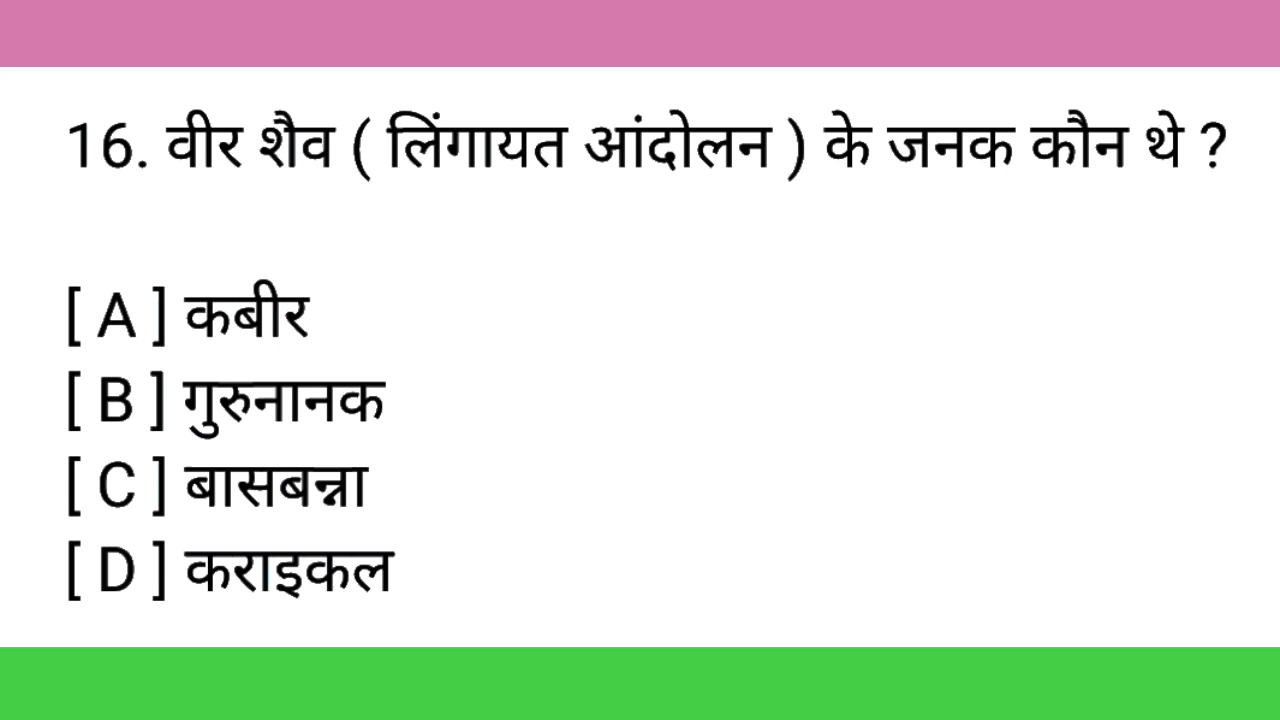 16. वीर शैव ( लिंगायत आंदोलन ) के जनक कौन थे ?
[ A ] कबीर
[ B ] गुरुनानक
[ C ] बासबन्ना
[ D ] कराइकल